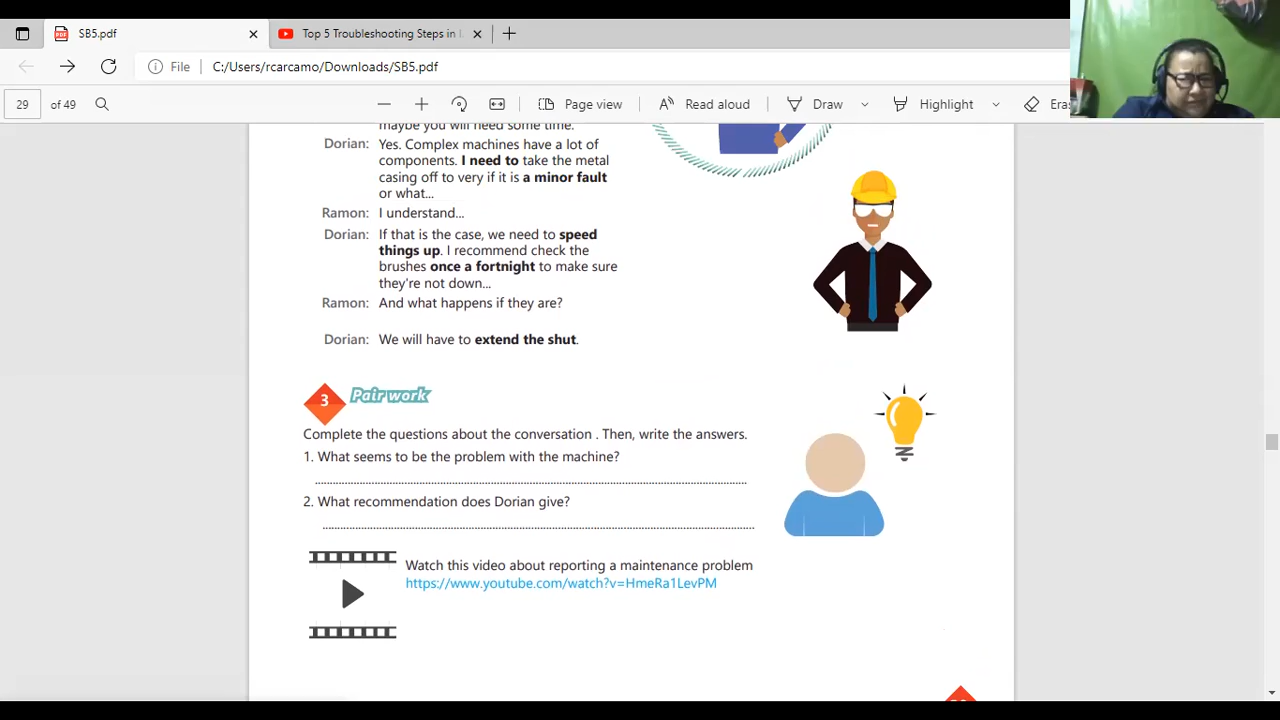 SB5.pdf
Top 5 Troubleshooting Steps in
File C:/Users/rcarcamo/Downloads/SB5.pdf
29 of 49 Page view Read aloud Draw Highlight Era
maybe you will need some time.
Dorian: Yes. Complex machines have a lot of
components. I need to take the metal
casing off to very if it is a minor fault
or what...
Ramon: I understand...
Dorian: If that is the case, we need to speed
things up. I recommend check the
brushes once a fortnight to make sure
they're not down...
Ramon: And what happens if they are?
Dorian: We will have to extend the shut.
3 Pair work
Complete the questions about the conversation . Then, write the answers.
1. What seems to be the problem with the machine?
2. What recommendation does Dorian give?
Watch this video about reporting a maintenance problem
https://www.youtube.com/watch?v=HmeRa1LevPM